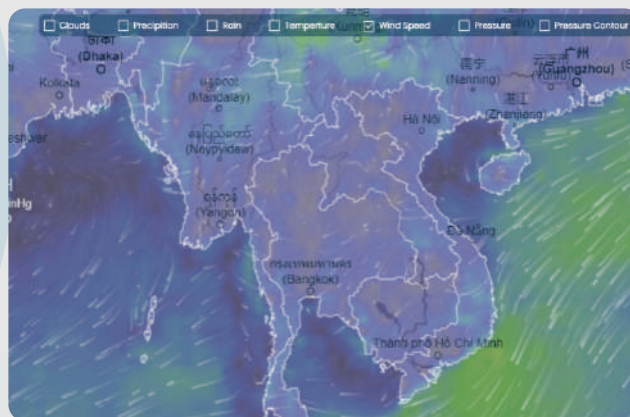 Clouds Precipition Rain Temperture Wind Speed Pressure Pressure Contour
ঢাকা
(Dhaka)
Kolkata
မန္တလေး
(Mandalay)
Hà Nội
南宁
(Nanning)
广州
(Guangzhou)
湛江
(Zhanjiang)
နေပြည်တော်
(Naypyidaw)
ရန်ကုန်
(Yangon)
Đà Nẵng
กรุงเทพมหานคร
(Bangkok)
Thành phố Hồ Chí Minh